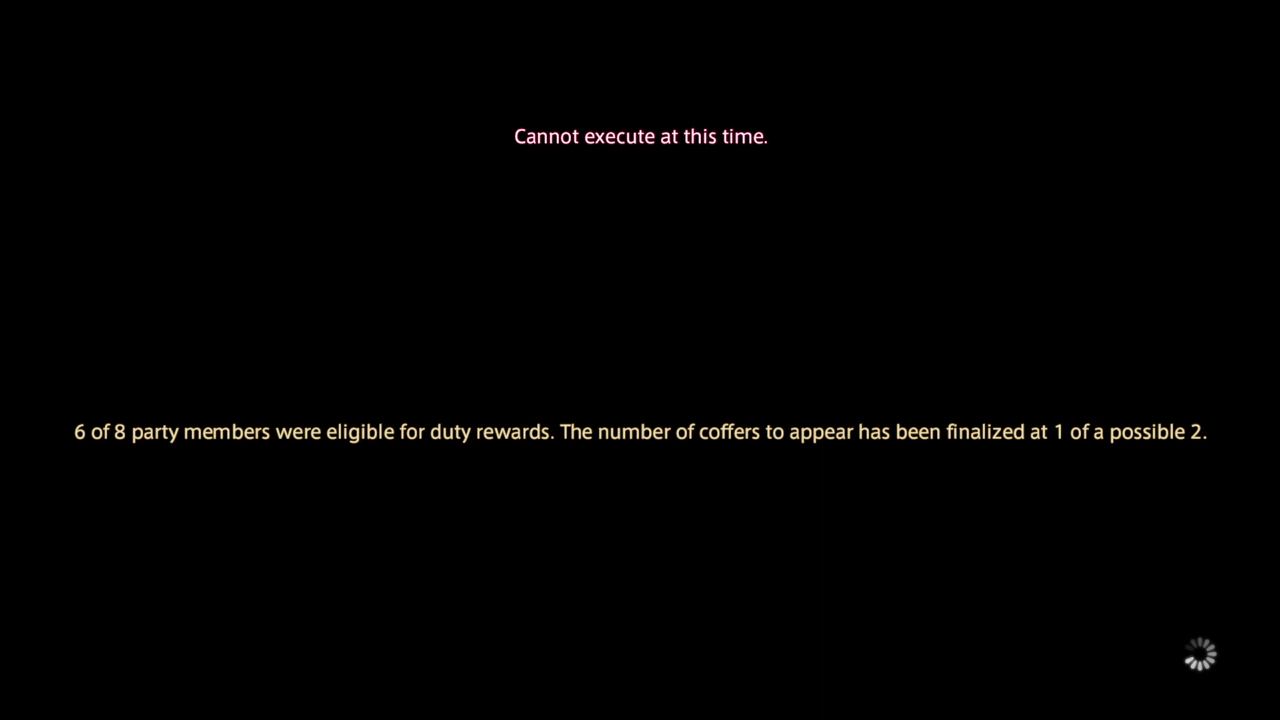 Cannot execute at this time.
6 of 8 party members were eligible for duty rewards. The number of coffers to appear has been finalized at 1 of a possible 2.